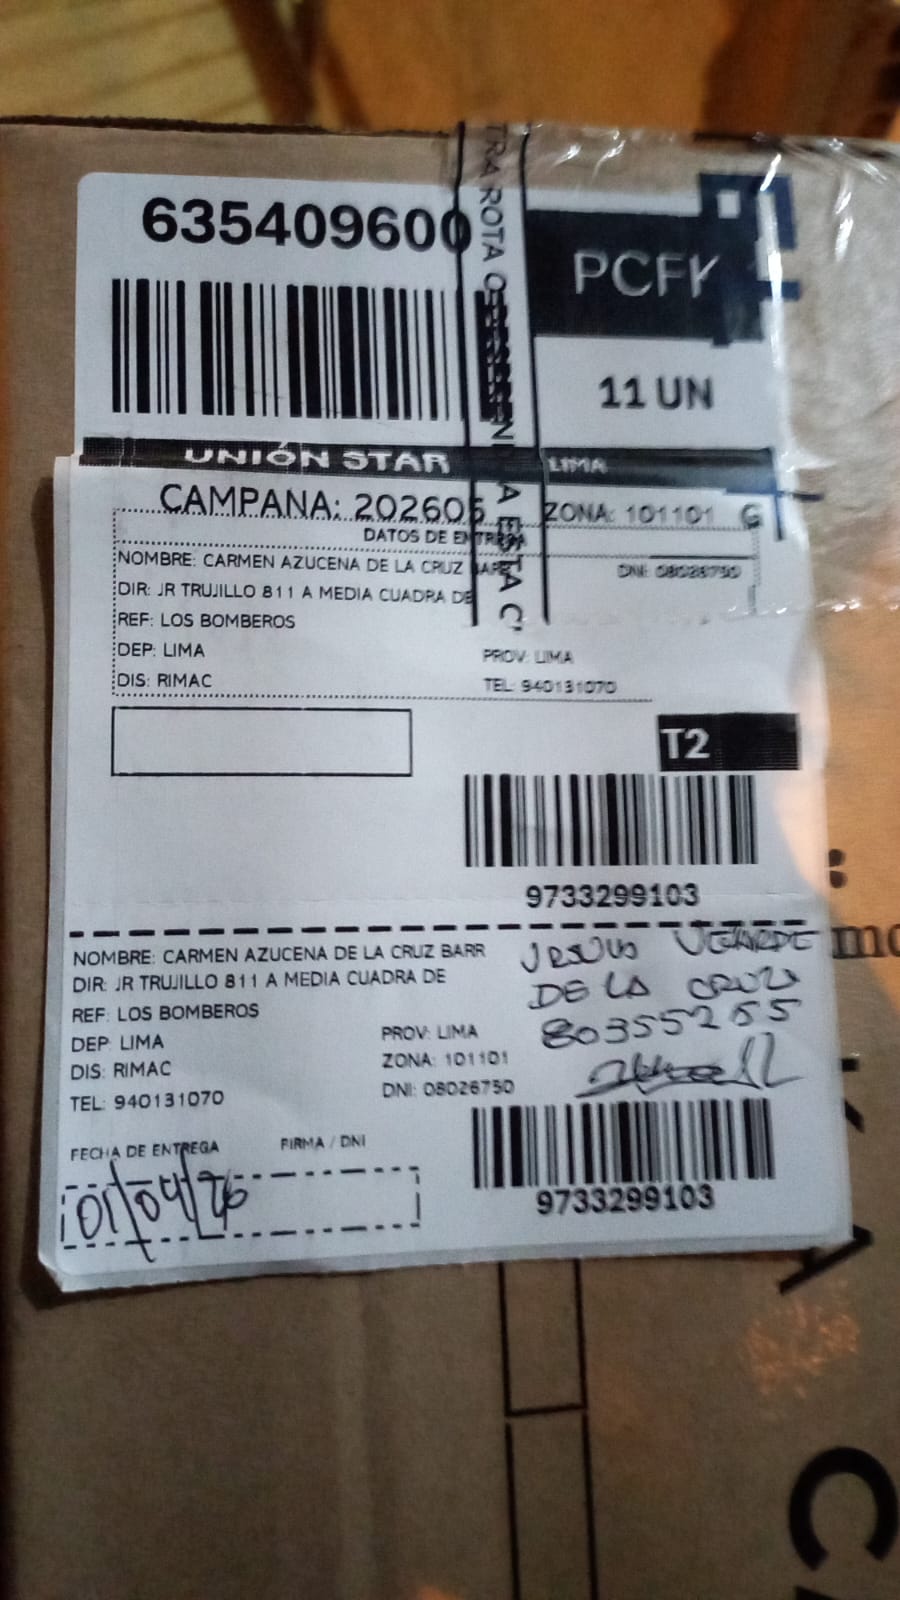 635409600
PCFK
11 UN
UNIÓN STAR
LIMA
CAMPANA: 202605
ZONA: 101101 G
DATOS DE ENTREGA
NOMBRE: CARMEN AZUCENA DE LA CRUZ BARR
DNI: 08026750
DIR: JR TRUJILLO 811 A MEDIA CUADRA DE
REF: LOS BOMBEROS
DEP: LIMA
PROV: LIMA
DIS: RIMAC
TEL: 940131070
T2
9733299103
NOMBRE: CARMEN AZUCENA DE LA CRUZ BARR
DIR: JR TRUJILLO 811 A MEDIA CUADRA DE
REF: LOS BOMBEROS
DEP: LIMA
PROV: LIMA
DIS: RIMAC
ZONA: 101101
TEL: 940131070
DNI: 08026750
DE LA CRUZ
80355265
FECHA DE ENTREGA
FIRMA / DNI
01/04/26
9733299103
TRA ROTA O
A ESTA C